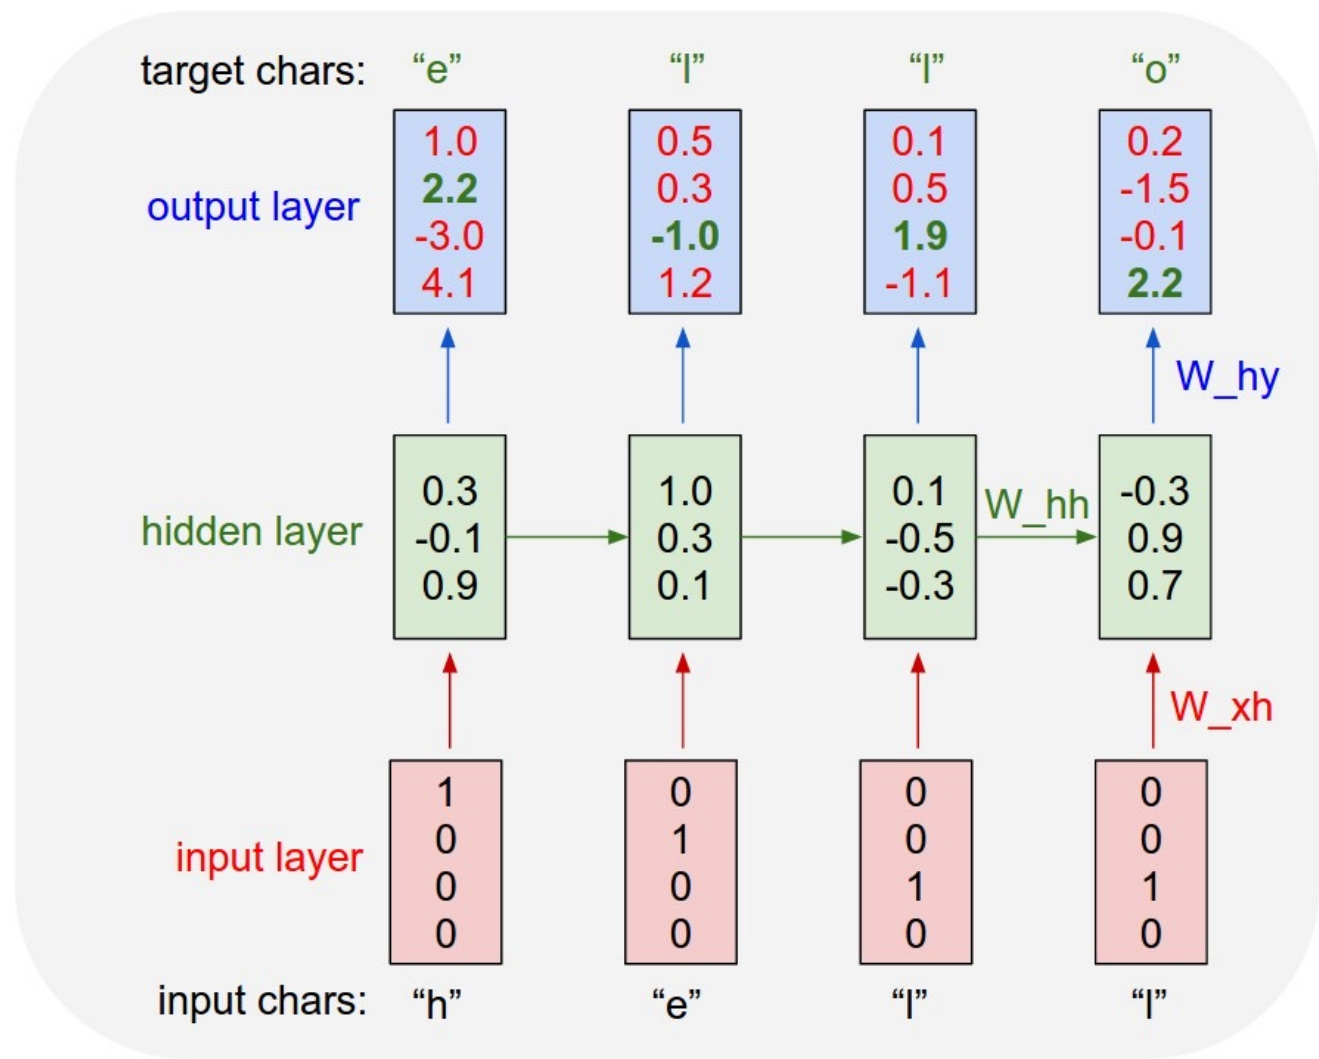 target chars: “e” “l” “l” “o”
1.0 0.5 0.1 0.2
2.2 0.3 0.5 -1.5
output layer
-3.0 -1.0 1.9 -0.1
4.1 1.2 -1.1 2.2
W_hy
0.3 1.0 0.1 -0.3
W_hh
hidden layer -0.1 0.3 -0.5 0.9
0.9 0.1 -0.3 0.7
W_xh
1 0 0 0
0 1 0 0
input layer
0 0 1 1
0 0 0 0
input chars: “h” “e” “l” “l”